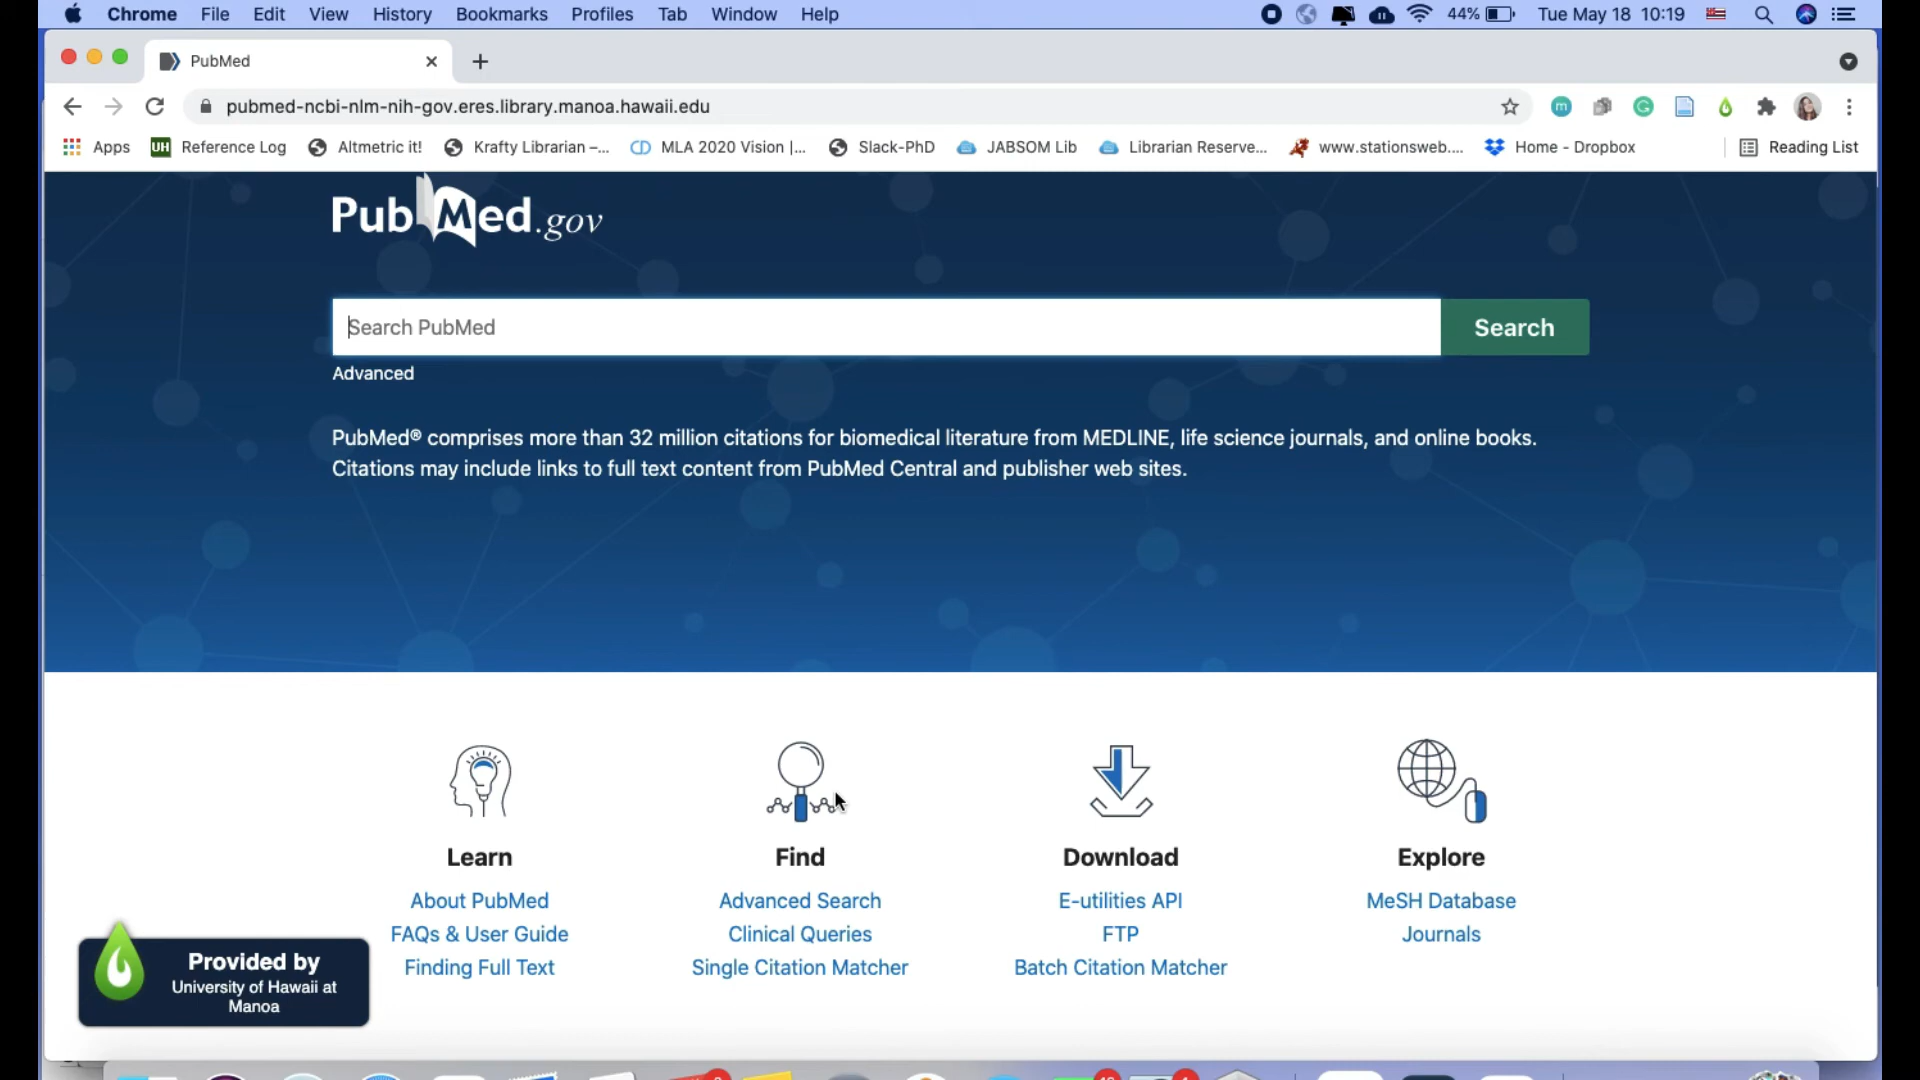 Chrome File Edit View History Bookmarks Profiles Tab Window Help 44% Tue May 18 10:19
PubMed
pubmed-ncbi-nlm-nih-gov.eres.library.manoa.hawaii.edu
Apps UH Reference Log Altmetric it! Krafty Librarian –... MLA 2020 Vision |... Slack-PhD JABSOM Lib Librarian Reserve... www.stationsweb.... Home - Dropbox Reading List
PubMed.gov
Search PubMed Search
Advanced
PubMed® comprises more than 32 million citations for biomedical literature from MEDLINE, life science journals, and online books.
Citations may include links to full text content from PubMed Central and publisher web sites.
Learn
About PubMed
FAQs & User Guide
Finding Full Text
Find
Advanced Search
Clinical Queries
Single Citation Matcher
Download
E-utilities API
FTP
Batch Citation Matcher
Explore
MeSH Database
Journals
Provided by
University of Hawaii at
Manoa